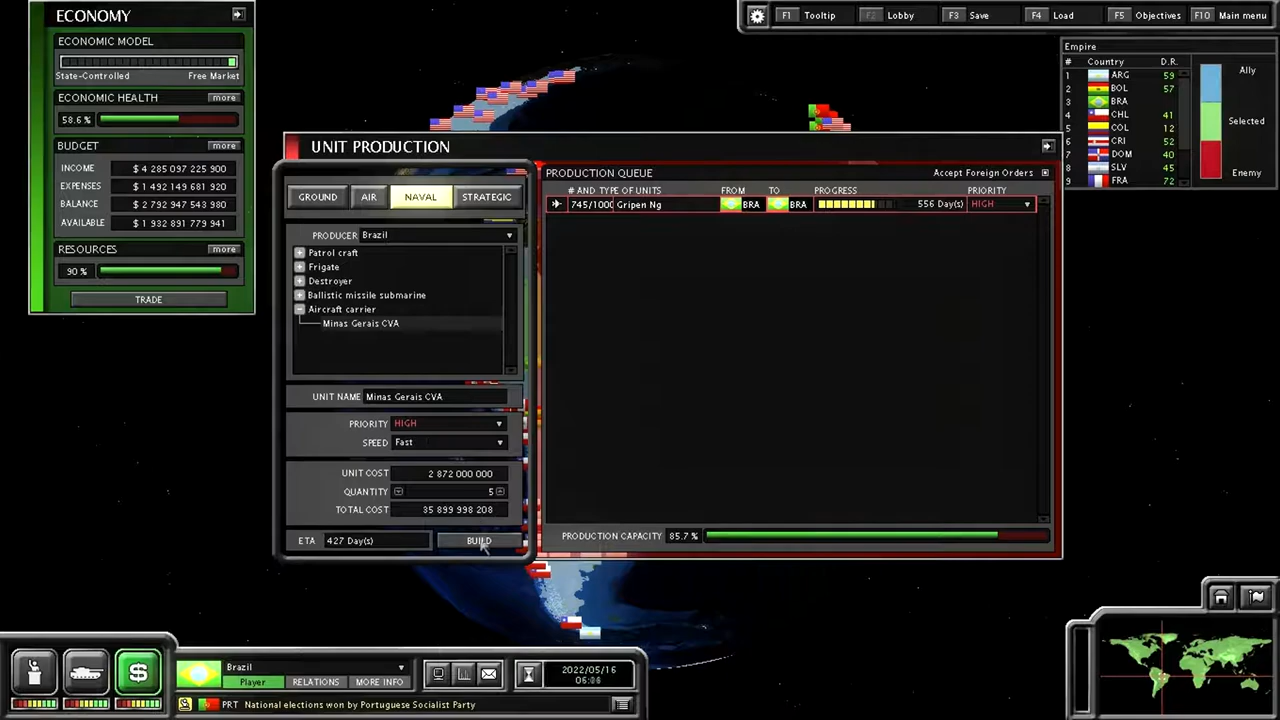 ECONOMY
ECONOMIC MODEL
State-Controlled Free Market
ECONOMIC HEALTH more
58.6 %
BUDGET more
INCOME $ 4 285 097 225 900
EXPENSES $ 1 492 149 681 920
BALANCE $ 2 792 947 543 980
AVAILABLE $ 1 932 891 779 941
RESOURCES more
90 %
TRADE
F1 Tooltip F2 Lobby F3 Save F4 Load F5 Objectives F10 Main menu
Empire
# Country D.R.
1 ARG 59
2 BOL 57
3 BRA
4 CHL 41
5 COL 12
6 CRI 52
7 DOM 40
8 SLV 45
9 FRA 72
Ally
Selected
Enemy
UNIT PRODUCTION
GROUND AIR NAVAL STRATEGIC
PRODUCER Brazil
Patrol craft
Frigate
Destroyer
Ballistic missile submarine
Aircraft carrier
Minas Gerais CVA
UNIT NAME Minas Gerais CVA
PRIORITY HIGH
SPEED Fast
UNIT COST 2 872 000 000
QUANTITY 5
TOTAL COST 35 899 998 208
ETA 427 Day(s) BUILD
PRODUCTION QUEUE Accept Foreign Orders
# AND TYPE OF UNITS FROM TO PROGRESS PRIORITY
745/1000 Gripen Ng BRA BRA 556 Day(s) HIGH
PRODUCTION CAPACITY 85.7 %
Brazil
Player RELATIONS MORE INFO
2022/05/16
06:06
PRT National elections won by Portuguese Socialist Party